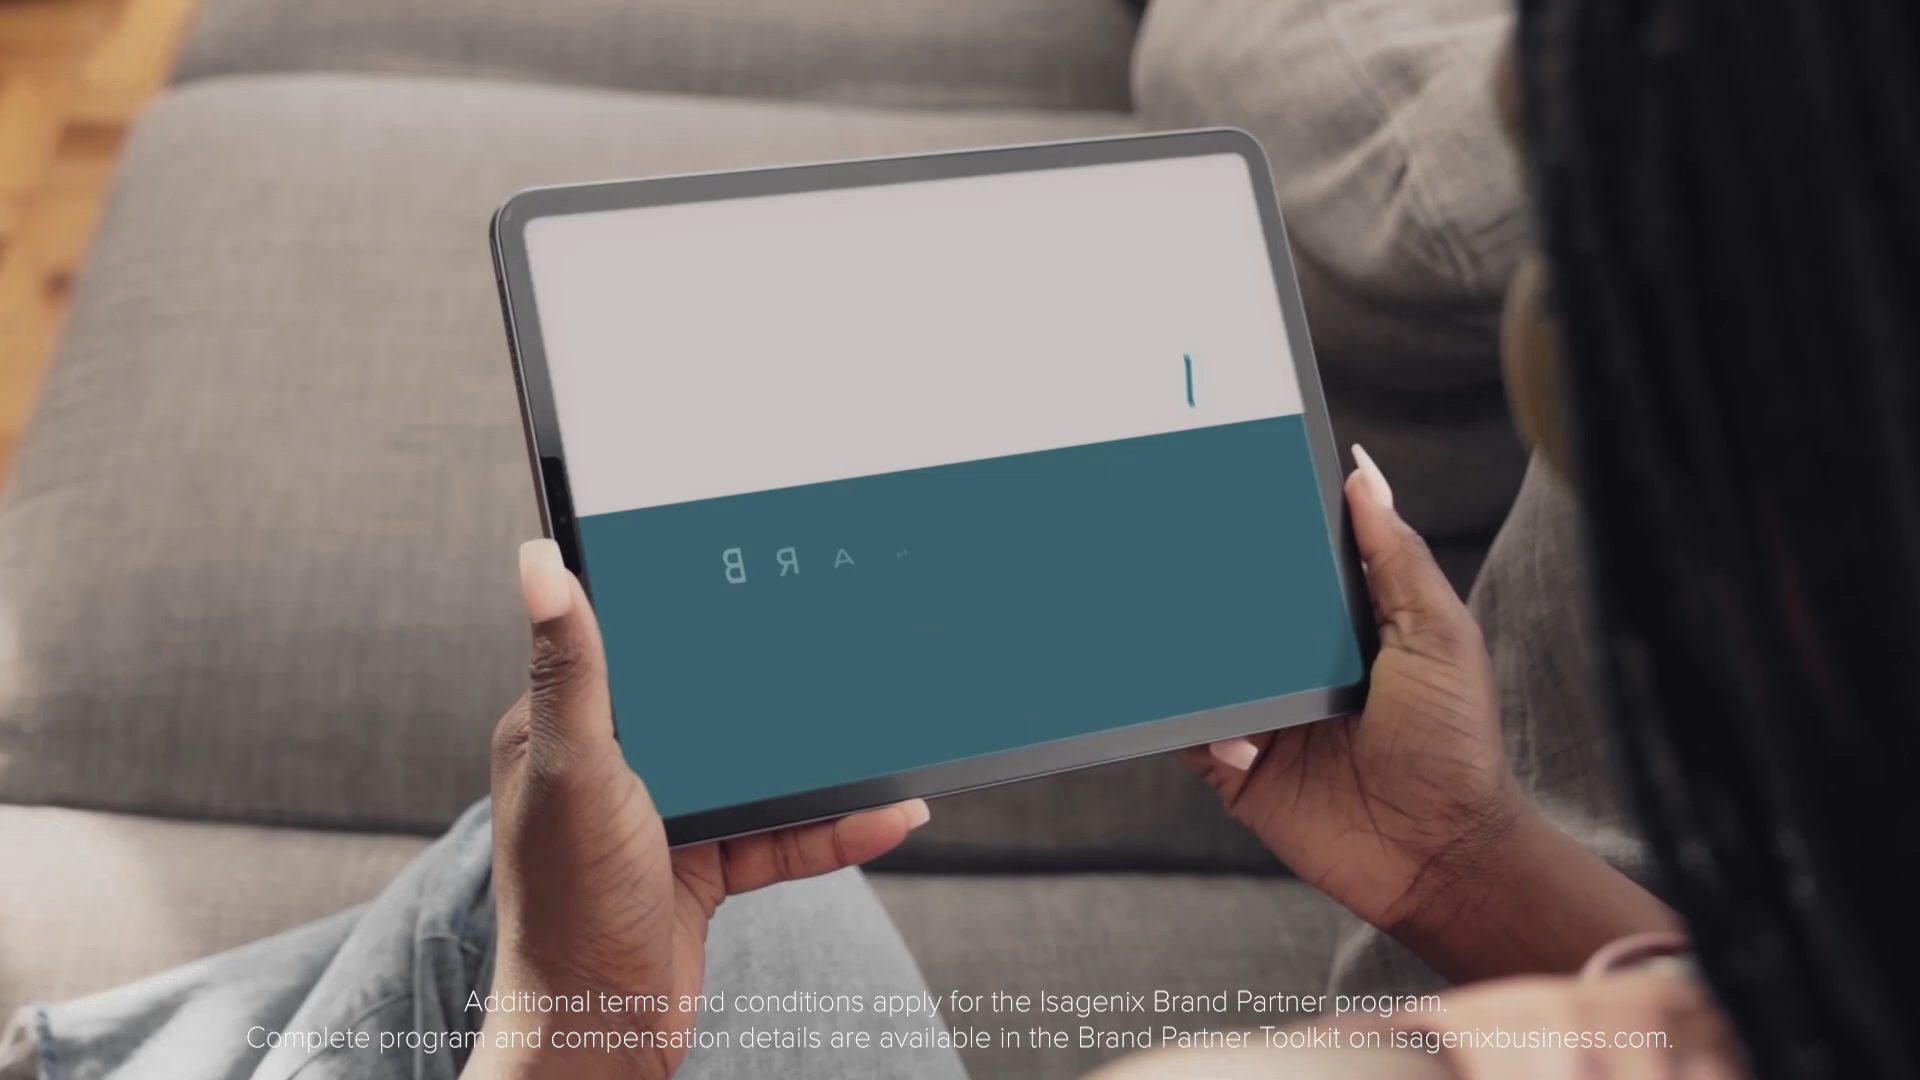 I
B R A N
Additional terms and conditions apply for the Isagenix Brand Partner program.
Complete program and compensation details are available in the Brand Partner Toolkit on isagenixbusiness.com.